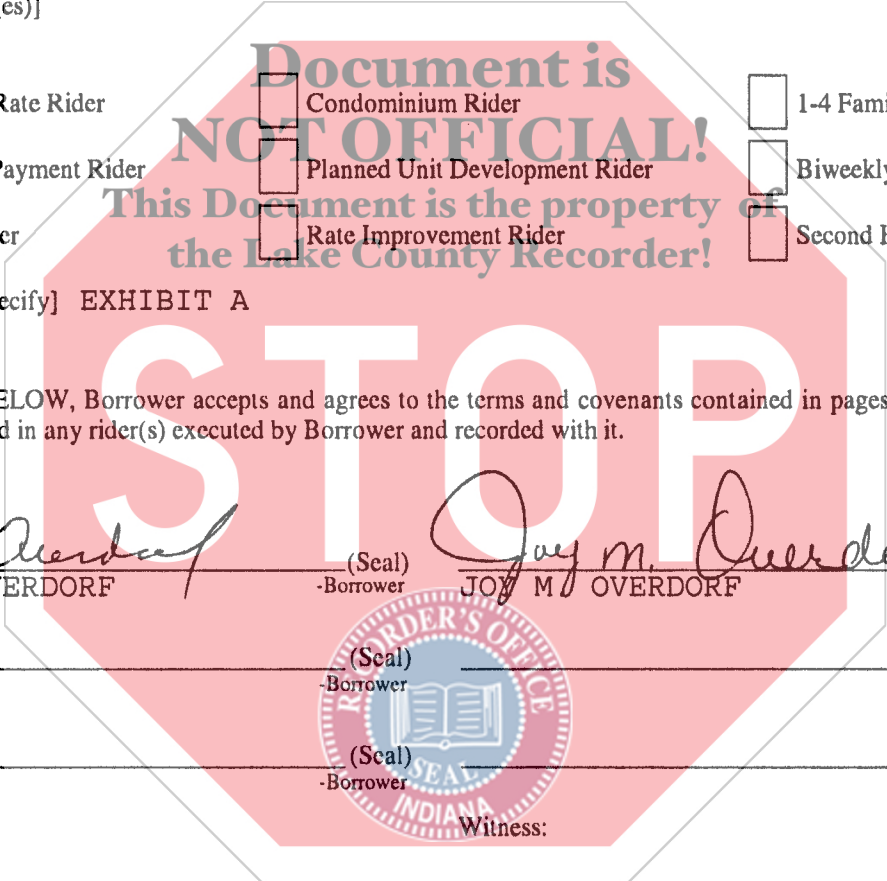 es)]
Document is
Rate Rider Condominium Rider 1-4 Fami
NOT OFFICIAL!
Payment Rider Planned Unit Development Rider Biweekly
This Document is the property of
er Rate Improvement Rider Second
the Lake County Recorder!
ecify] EXHIBIT A
STOP
ELOW, Borrower accepts and agrees to the terms and covenants contained in pages
d in any rider(s) executed by Borrower and recorded with it.
Overdorf (Seal) Joy M. Overdo
ERDORF -Borrower JOY M OVERDORF
RECORDER'S OFFICE
(Seal)
-Borrower
(Seal)
SEAL
-Borrower
INDIANA
Witness: